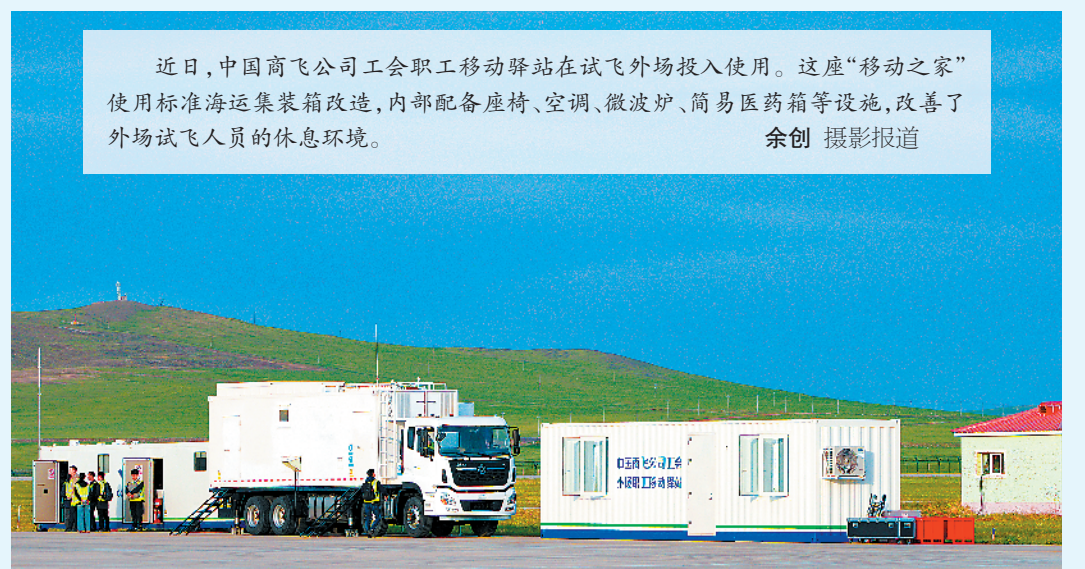 近日，中国商飞公司工会职工移动驿站在试飞外场投入使用。这座“移动之家”
使用标准海运集装箱改造，内部配备座椅、空调、微波炉、简易医药箱等设施，改善了
外场试飞人员的休息环境。 余创 摄影报道
中国商飞公司工会
外场职工移动驿站